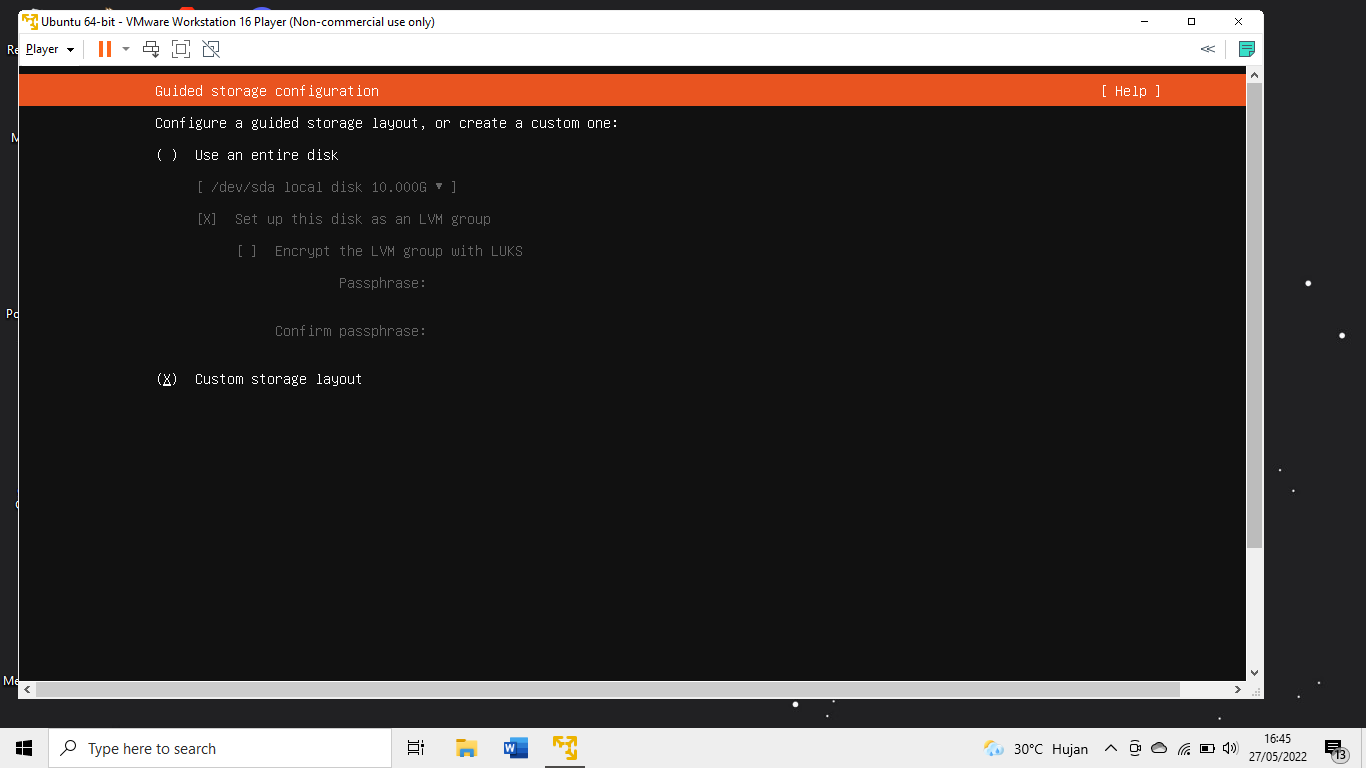 Ubuntu 64-bit - VMware Workstation 16 Player (Non-commercial use only)
Player
Guided storage configuration [ Help ]
Configure a guided storage layout, or create a custom one:
( ) Use an entire disk
[ /dev/sda local disk 10.000G ▾ ]
[X] Set up this disk as an LVM group
[ ] Encrypt the LVM group with LUKS
Passphrase:
Confirm passphrase:
(X) Custom storage layout
Type here to search
30°C Hujan
16:45
27/05/2022
13